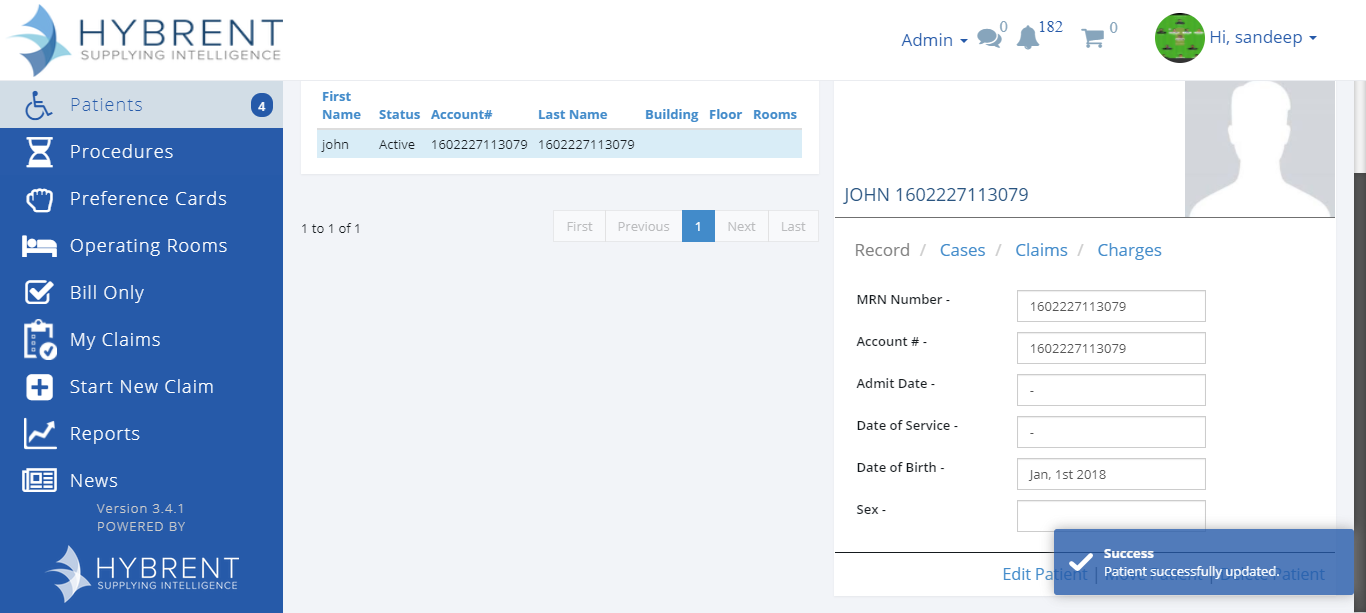 HYBRENT
SUPPLYING INTELLIGENCE
Admin 0 182 0 Hi, sandeep
Patients 4
Procedures
Preference Cards
Operating Rooms
Bill Only
My Claims
Start New Claim
Reports
News
Version 3.4.1
POWERED BY
HYBRENT
SUPPLYING INTELLIGENCE
First Name Status Account# Last Name Building Floor Rooms
john Active 1602227113079 1602227113079
1 to 1 of 1 First Previous 1 Next Last
JOHN 1602227113079
Record / Cases / Claims / Charges
MRN Number - 1602227113079
Account # - 1602227113079
Admit Date - -
Date of Service - -
Date of Birth - Jan, 1st 2018
Sex -
Edit Patient | Move Patient | Delete Patient
Success
Patient successfully updated.